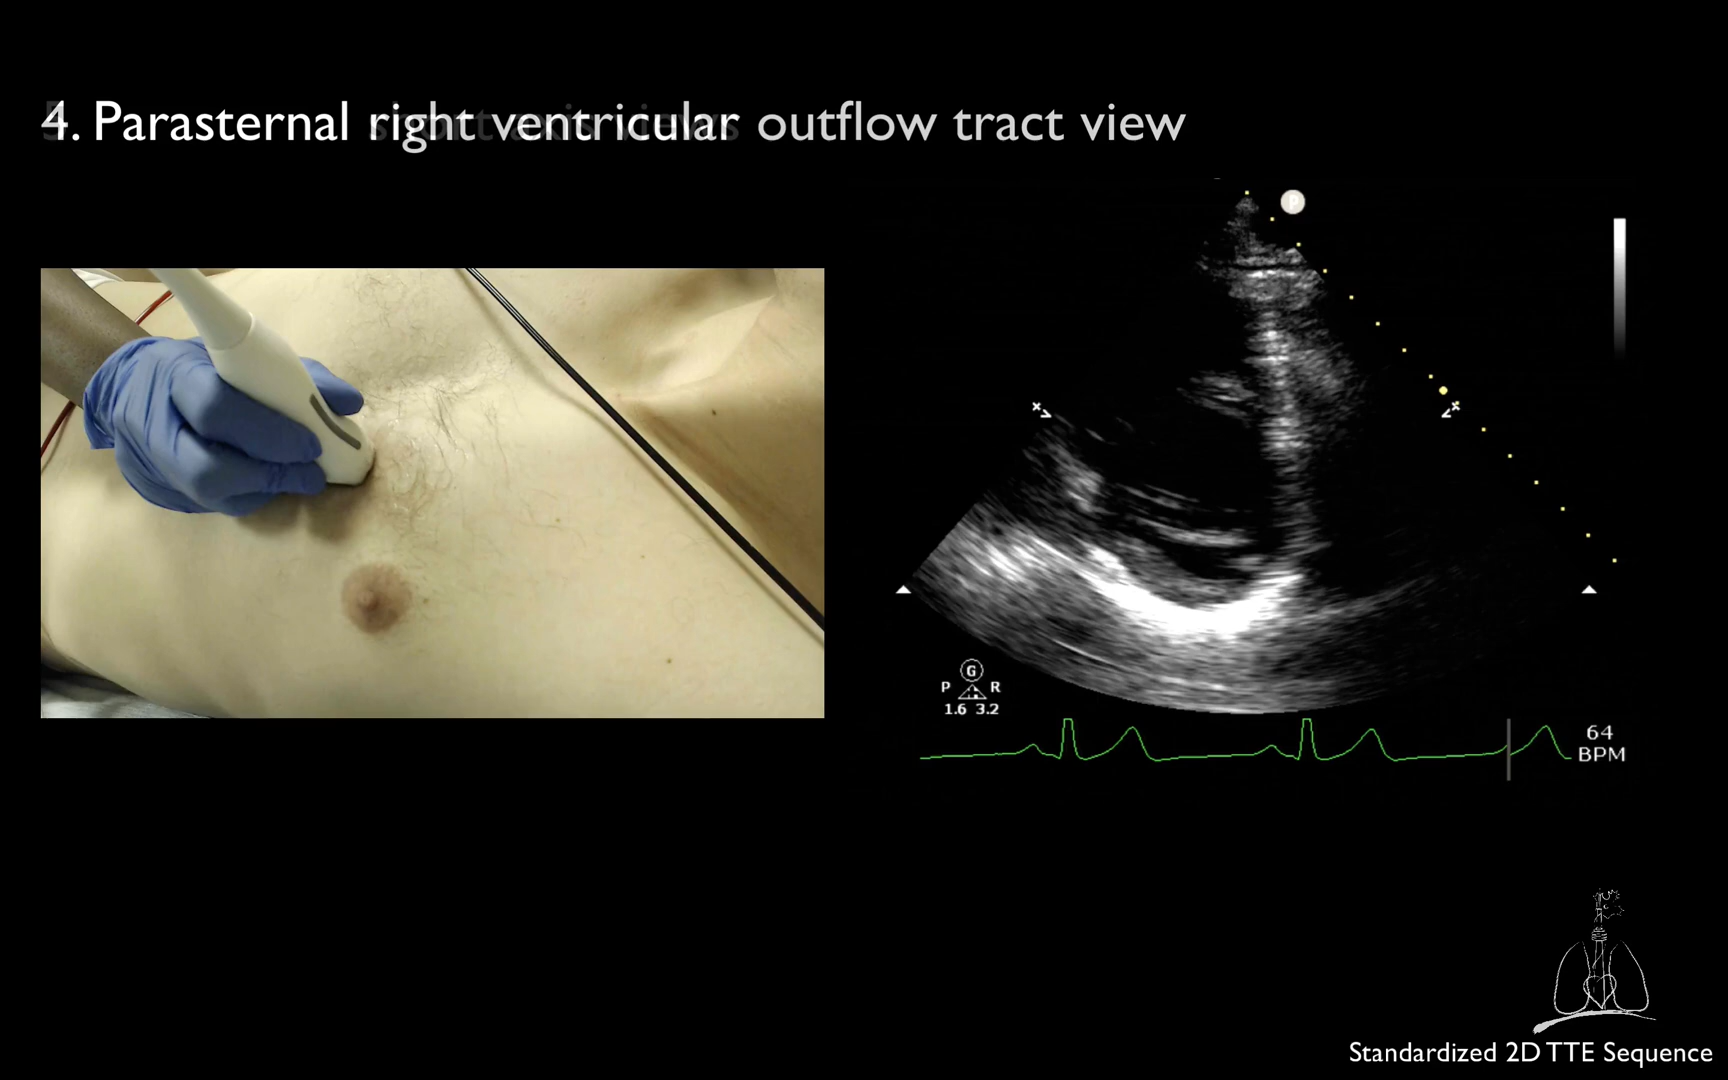 4. Parasternal right ventricular outflow tract view
P
G
P R
1.6 3.2
64
BPM
Standardized 2D TTE Sequence